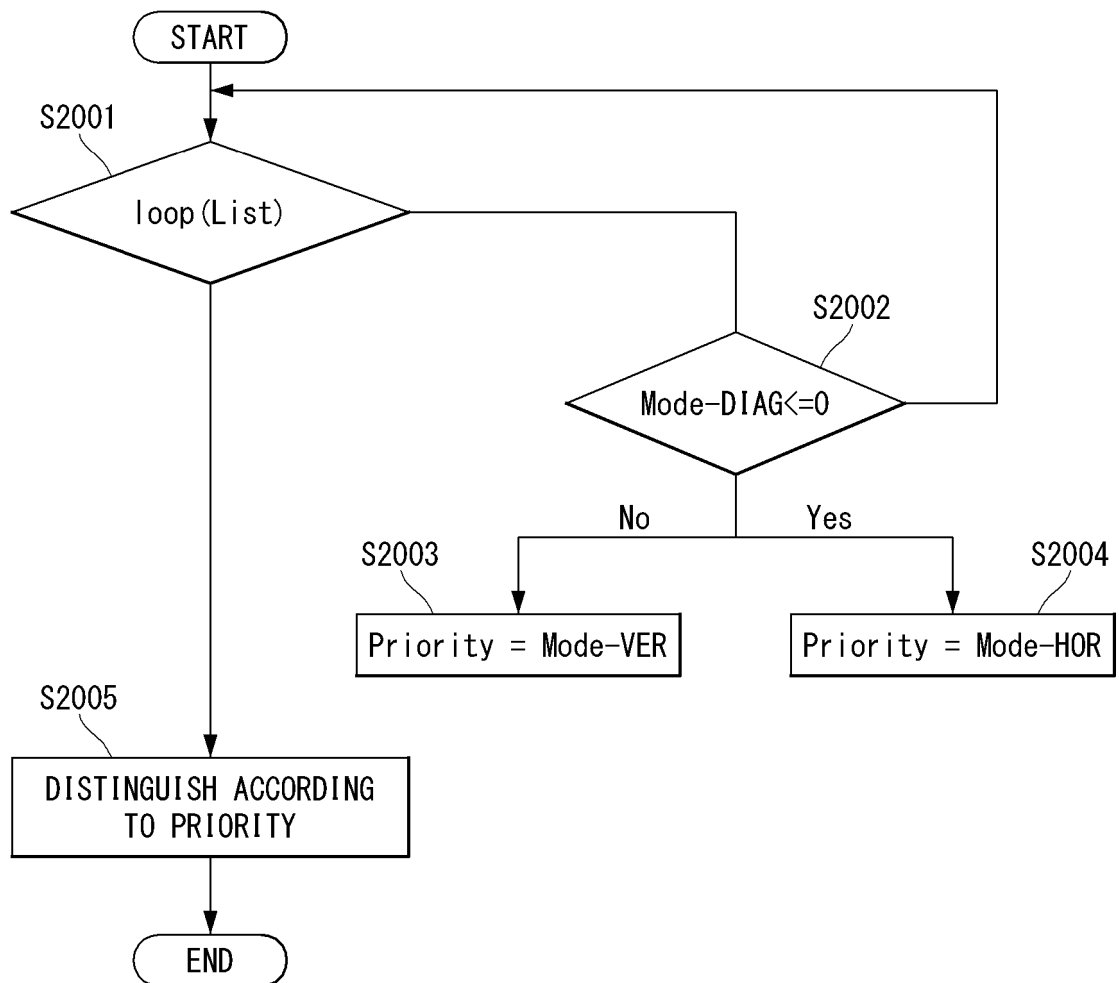 START
S2001
loop(List)
S2002
Mode-DIAG<=0
No
Yes
S2003
S2004
Priority = Mode-VER
Priority = Mode-HOR
S2005
DISTINGUISH ACCORDING
TO PRIORITY
END